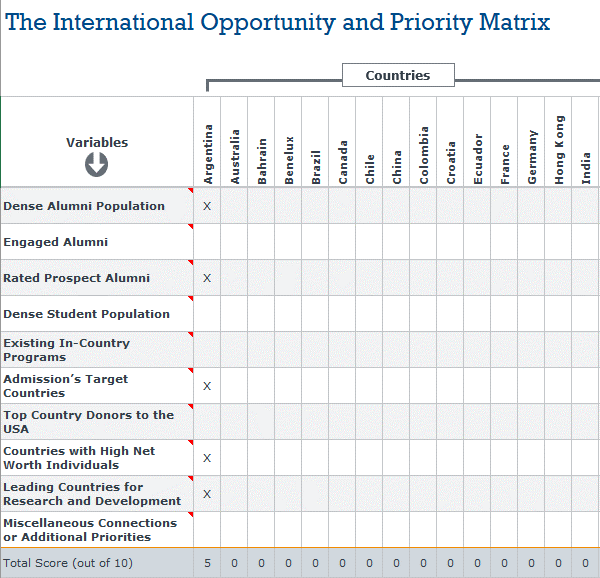 The International Opportunity and Priority Matrix
Countries
Variables
Argentina
Australia
Bahrain
Benelux
Brazil
Canada
Chile
China
Colombia
Croatia
Ecuador
France
Germany
Hong Kong
India
Dense Alumni Population X
Engaged Alumni
Rated Prospect Alumni X
Dense Student Population
Existing In-Country
Programs
Admission’s Target
Countries X
Top Country Donors to the
USA
Countries with High Net
Worth Individuals X
Leading Countries for
Research and Development X
Miscellaneous Connections
or Additional Priorities
Total Score (out of 10) 5 0 0 0 0 0 0 0 0 0 0 0 0 0 0